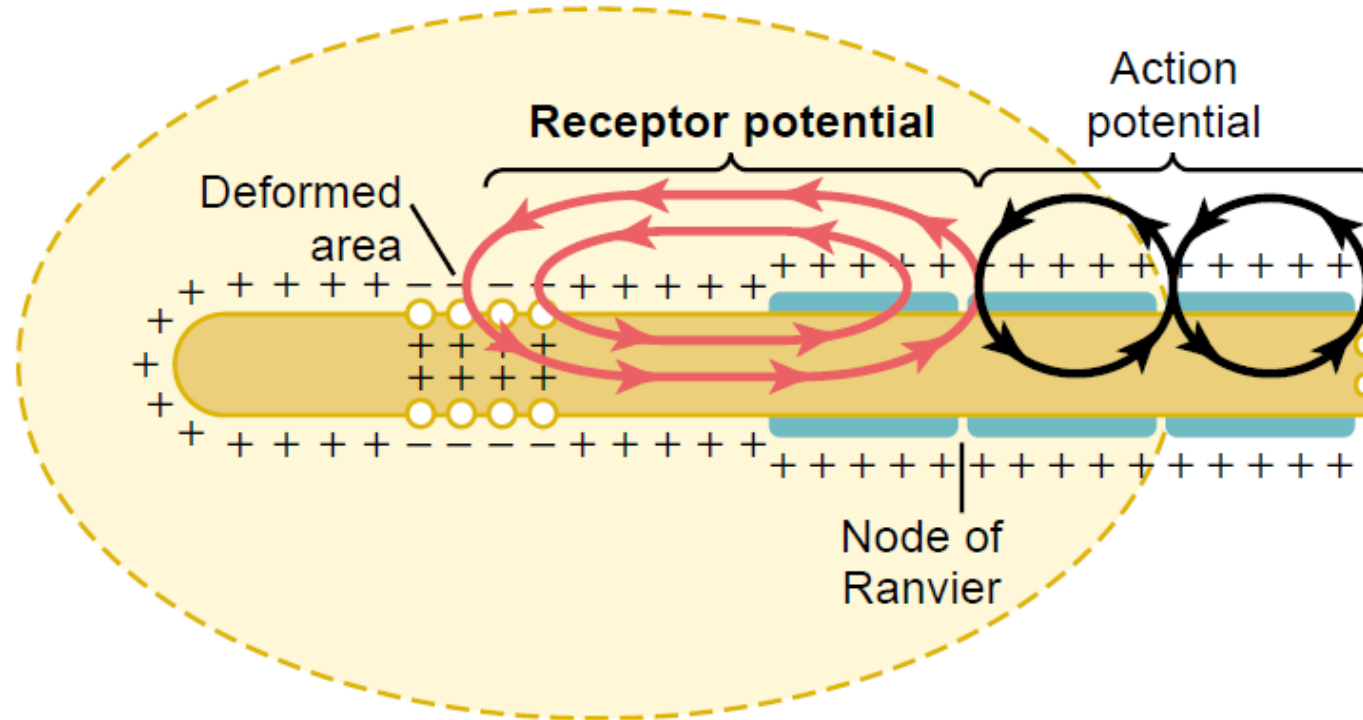 Action
potential
Receptor potential
Deformed
area
+ + + + + + + + + + + + + + +
+ + + + + – – – – + + + + +
+
+ + + +
+
+ + + +
+
+ + + + + – – – – + + + + +
+ + + + + + + + + + + + + + +
Node of
Ranvier